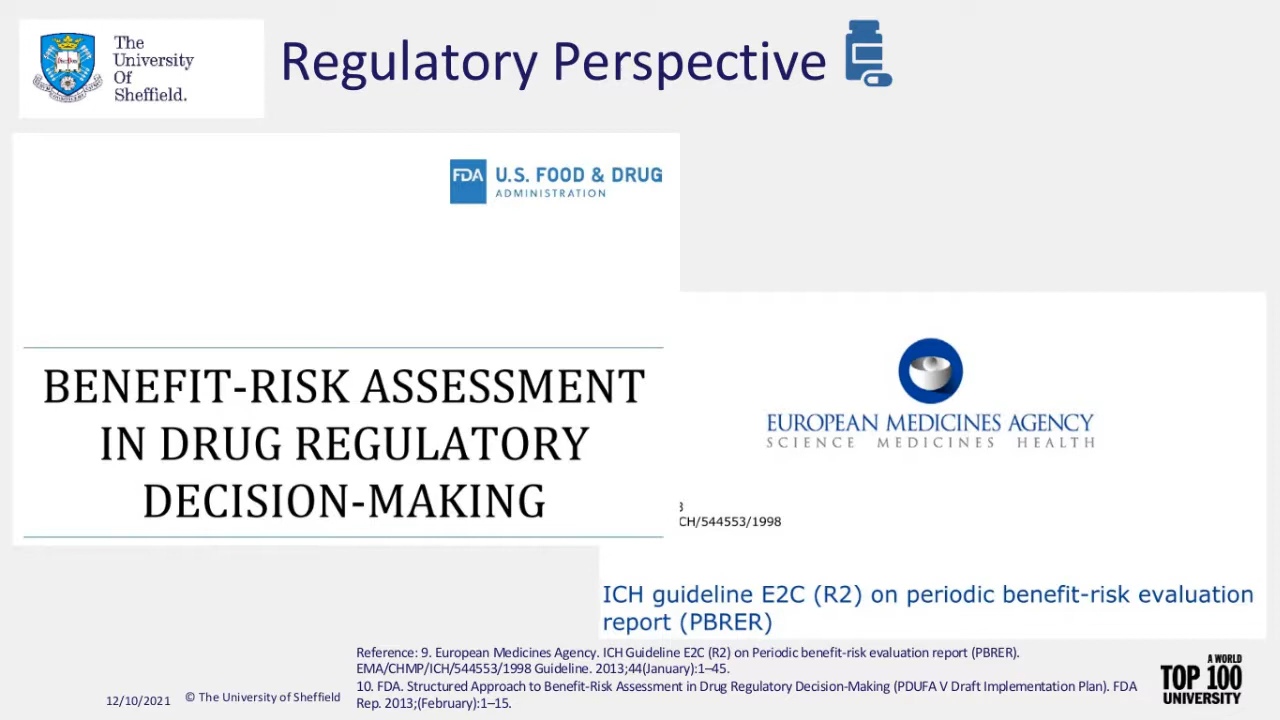 The
University
Of
Sheffield.
Regulatory Perspective
FDA
U.S. FOOD & DRUG
ADMINISTRATION
BENEFIT-RISK ASSESSMENT
IN DRUG REGULATORY
DECISION-MAKING
EUROPEAN MEDICINES AGENCY
SCIENCE MEDICINES HEALTH
CH/544553/1998
ICH guideline E2C (R2) on periodic benefit-risk evaluation
report (PBRER)
Reference: 9. European Medicines Agency. ICH Guideline E2C (R2) on Periodic benefit-risk evaluation report (PBRER).
EMA/CHMP/ICH/544553/1998 Guideline. 2013;44(January):1–45.
10. FDA. Structured Approach to Benefit-Risk Assessment in Drug Regulatory Decision-Making (PDUFA V Draft Implementation Plan). FDA
Rep. 2013;(February):1–15.
12/10/2021
© The University of Sheffield
A WORLD
TOP 100
UNIVERSITY